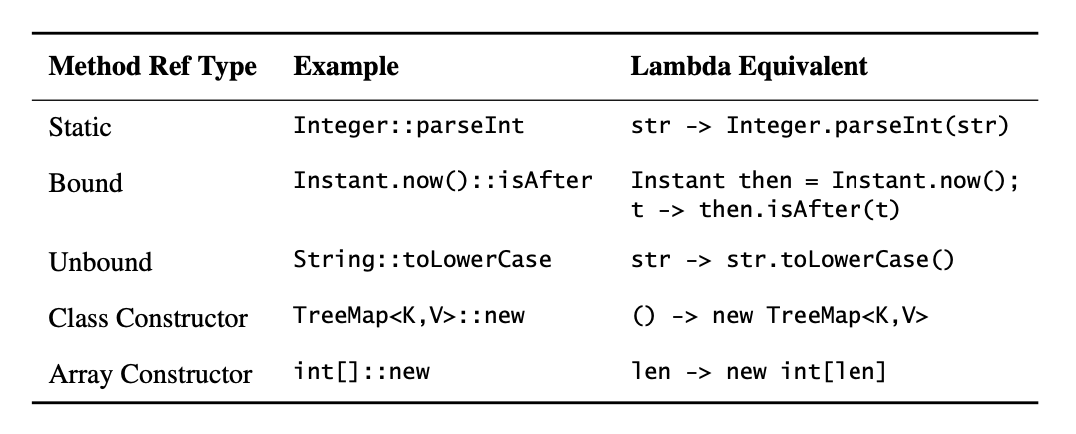 Method Ref Type Example Lambda Equivalent
Static Integer::parseInt str -> Integer.parseInt(str)
Bound Instant.now()::isAfter Instant then = Instant.now();
t -> then.isAfter(t)
Unbound String::toLowerCase str -> str.toLowerCase()
Class Constructor TreeMap<K,V>::new () -> new TreeMap<K,V>
Array Constructor int[]::new len -> new int[len]